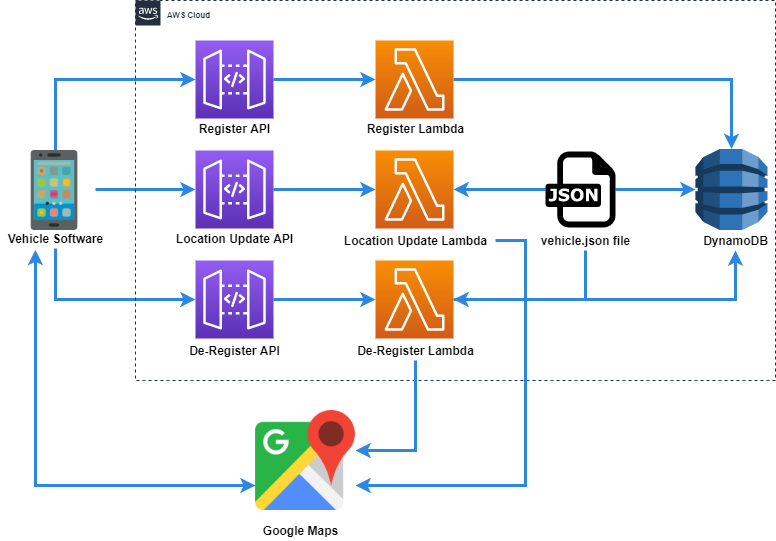 aws
AWS Cloud
Register API
Register Lambda
Vehicle Software
Location Update API
Location Update Lambda
JSON
vehicle.json file
DynamoDB
De-Register API
De-Register Lambda
G
Google Maps